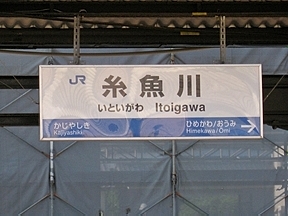 JR 糸魚川
いといがわ Itoigawa
かじやしき ひめかわ/おうみ
Kajiyashiki Himekawa/Ōmi →